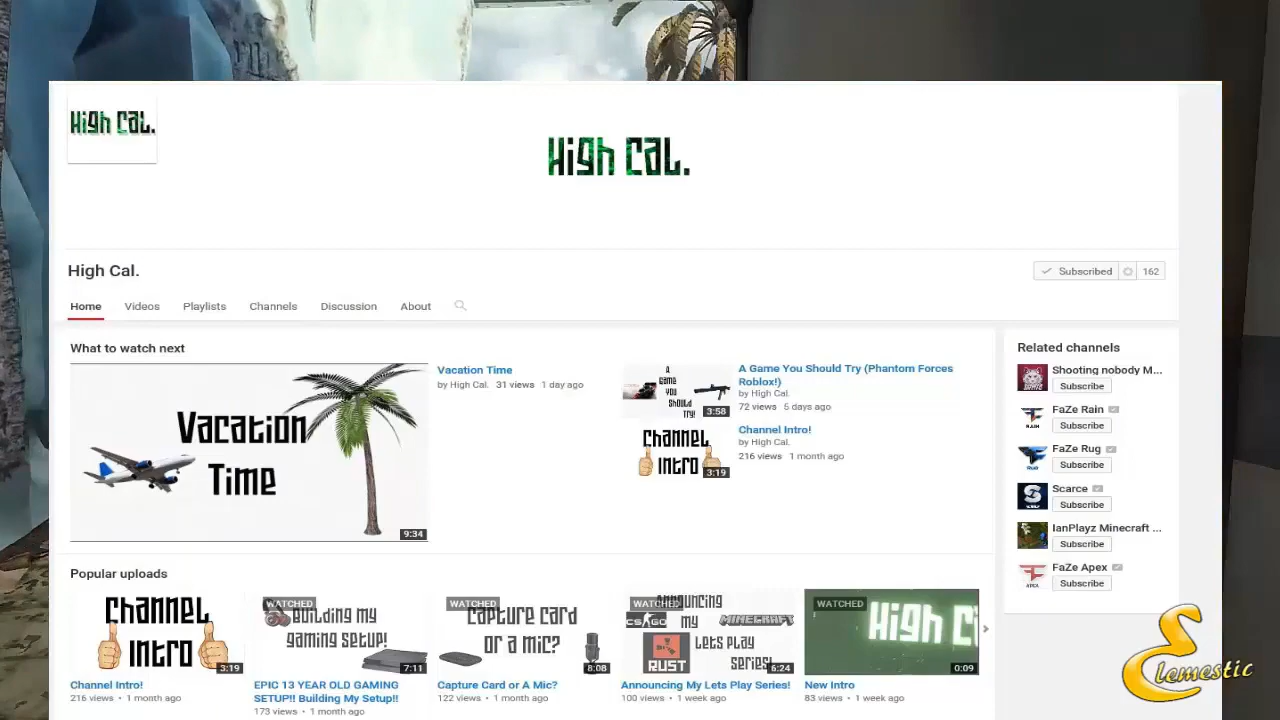 High Cal.
High Cal.
High Cal.
Subscribed 162
Home Videos Playlists Channels Discussion About
What to watch next
Vacation
Time
9:34
Vacation Time
by High Cal. 31 views 1 day ago
A
Game
You
Should
Try!
3:58
A Game You Should Try (Phantom Forces
Roblox!)
by High Cal.
72 views 5 days ago
Channel
Intro
3:19
Channel Intro!
by High Cal.
216 views 1 month ago
Related channels
Shooting nobody M...
Subscribe
FaZe Rain
Subscribe
FaZe Rug
Subscribe
Scarce
Subscribe
IanPlayz Minecraft ...
Subscribe
FaZe Apex
Subscribe
Popular uploads
Channel
Intro
3:19
Channel Intro!
216 views • 1 month ago
WATCHED
Building my
gaming setup!
7:11
EPIC 13 YEAR OLD GAMING
SETUP!! Building My Setup!!
173 views • 1 month ago
WATCHED
Capture card
or a mic?
8:08
Capture Card or A Mic?
122 views • 1 month ago
WATCHED
my
CS:GO
MINECRAFT
RUST
Lets play
series!
6:24
Announcing My Lets Play Series!
100 views • 1 week ago
WATCHED
High C
0:09
New Intro
83 views • 1 week ago
Elemestic